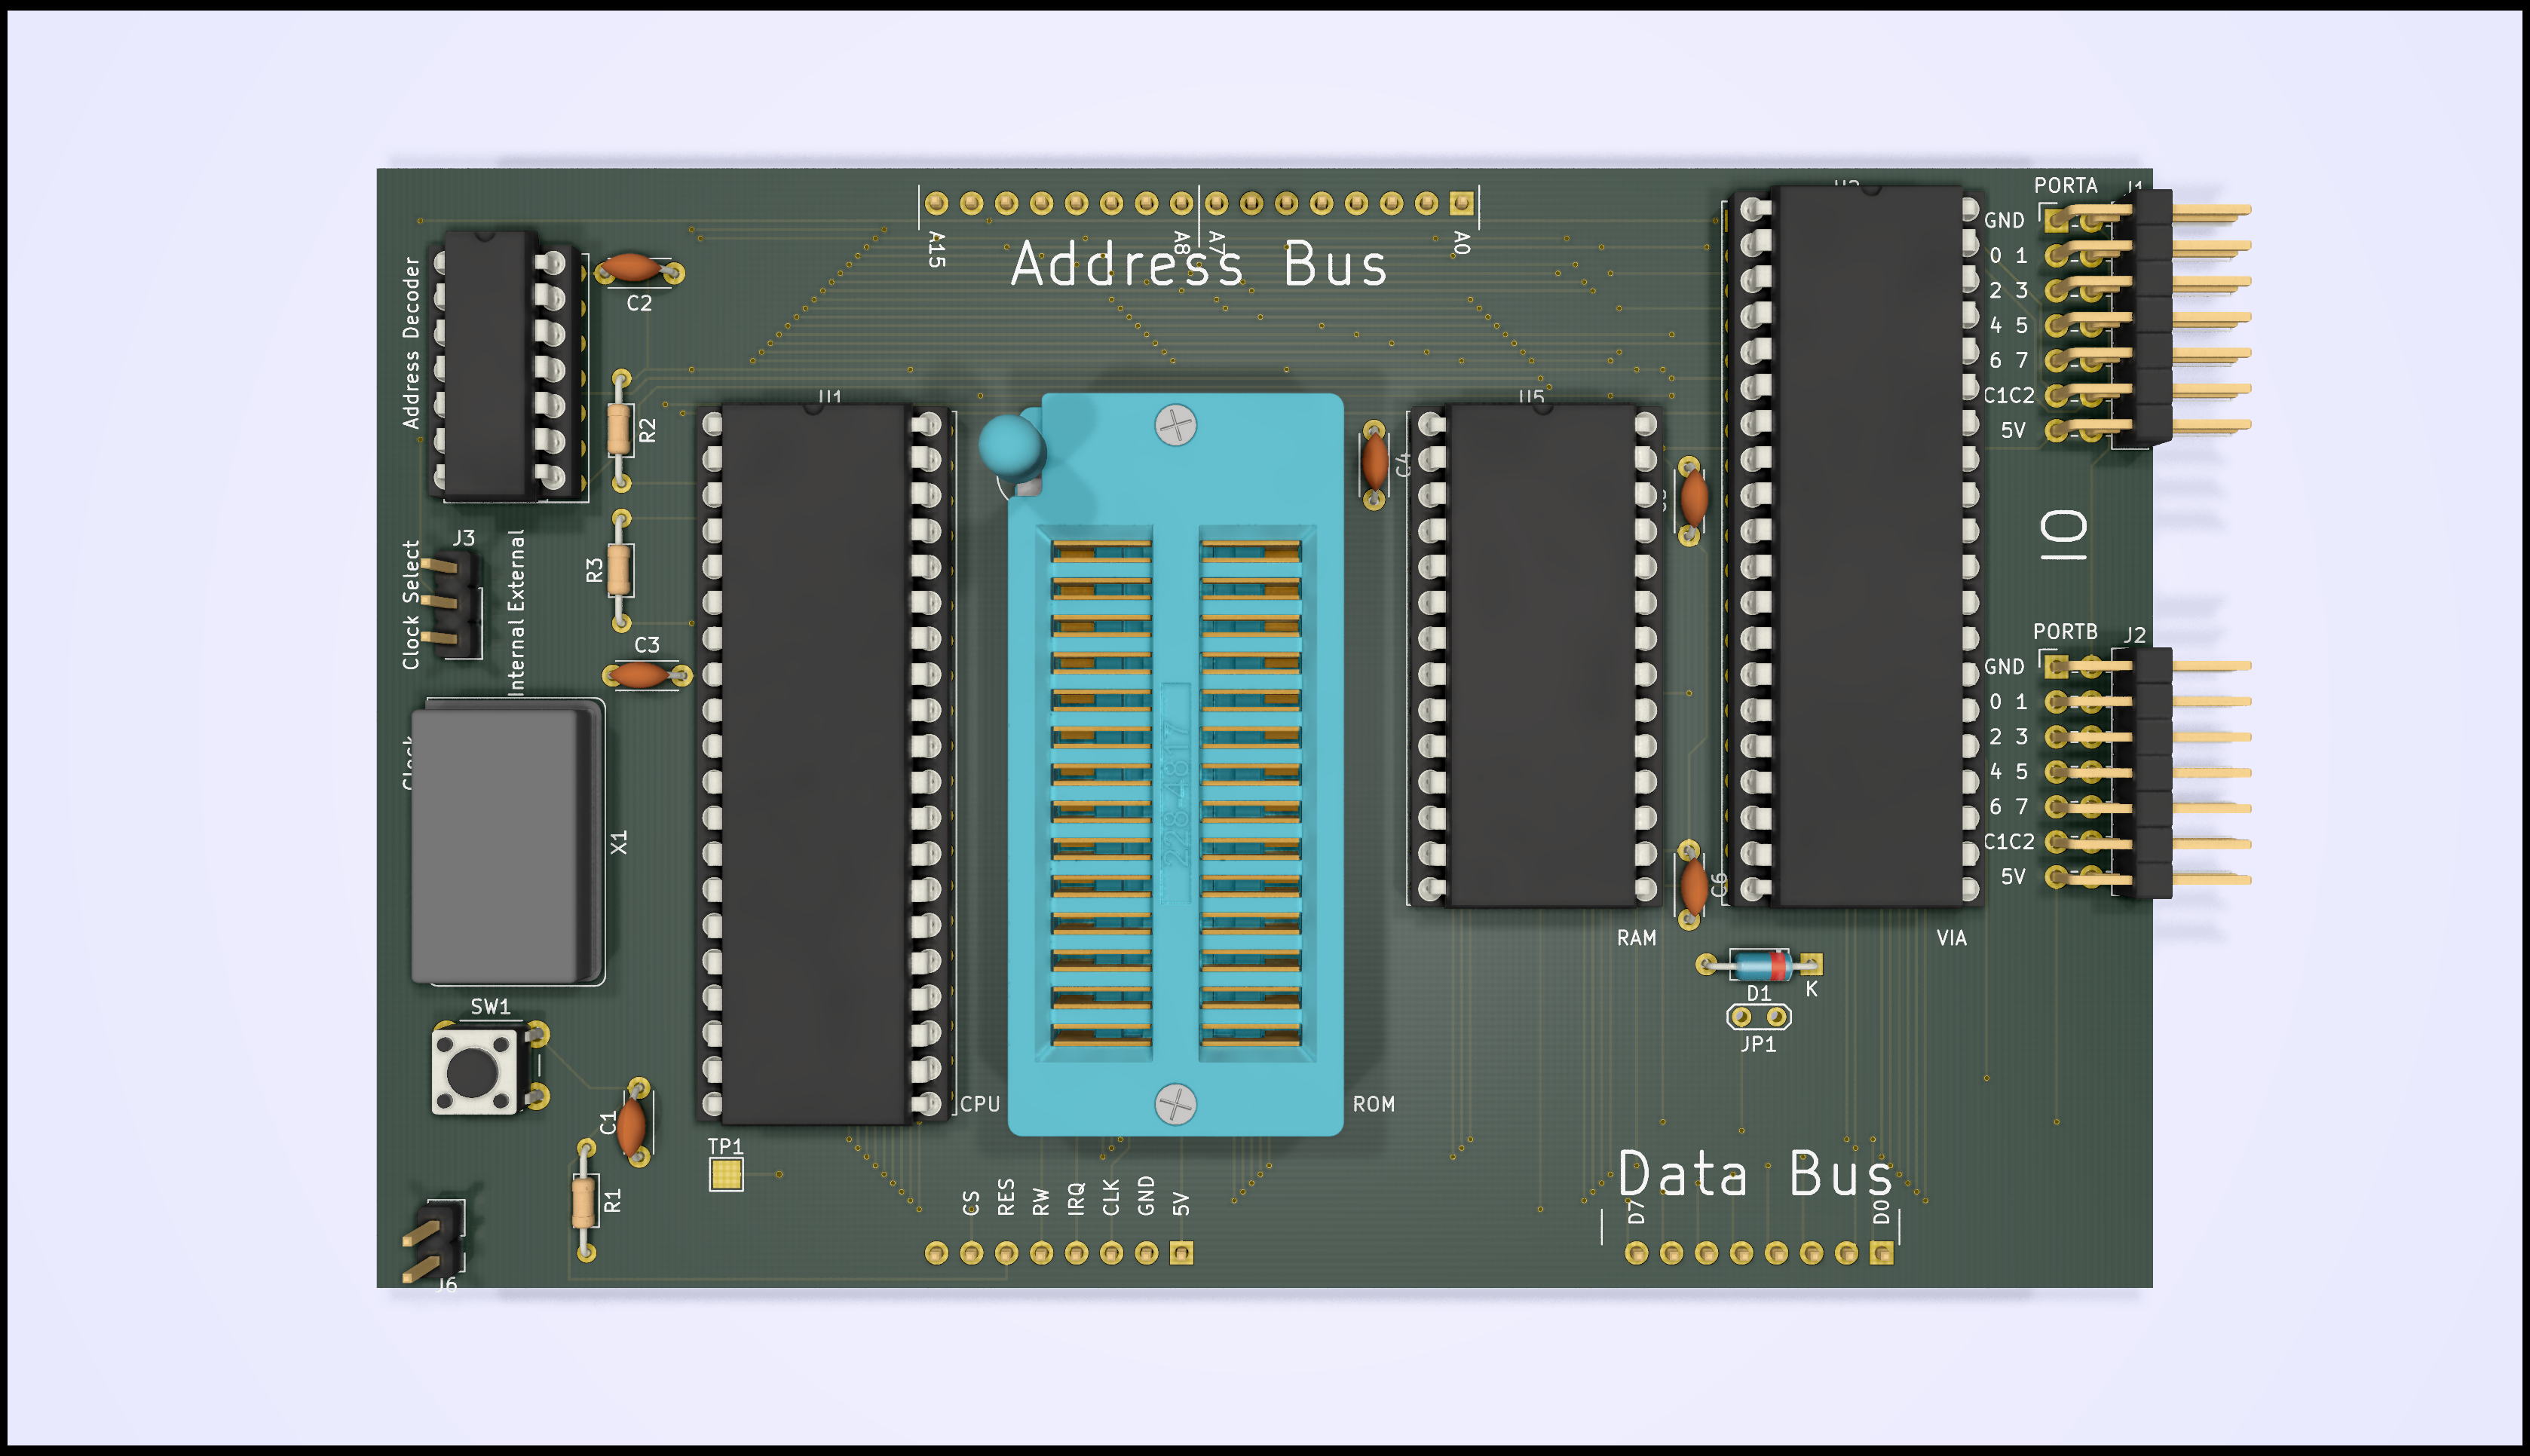 PORTA
J1
GND
0 1
2 3
4 5
6 7
C1C2
5V
A15
A8
A7
A0
Address Bus
Address Decoder
C2
R2
U1
U5
C4
J3
Clock Select
Internal External
R3
C3
IO
PORTB
J2
GND
0 1
2 3
4 5
6 7
C1C2
5V
228-4817
Clock
X1
C6
RAM
VIA
D1
K
JP1
SW1
C1
CPU
ROM
TP1
R1
CS
RES
RW
IRQ
CLK
GND
5V
Data Bus
D7
D0
J6